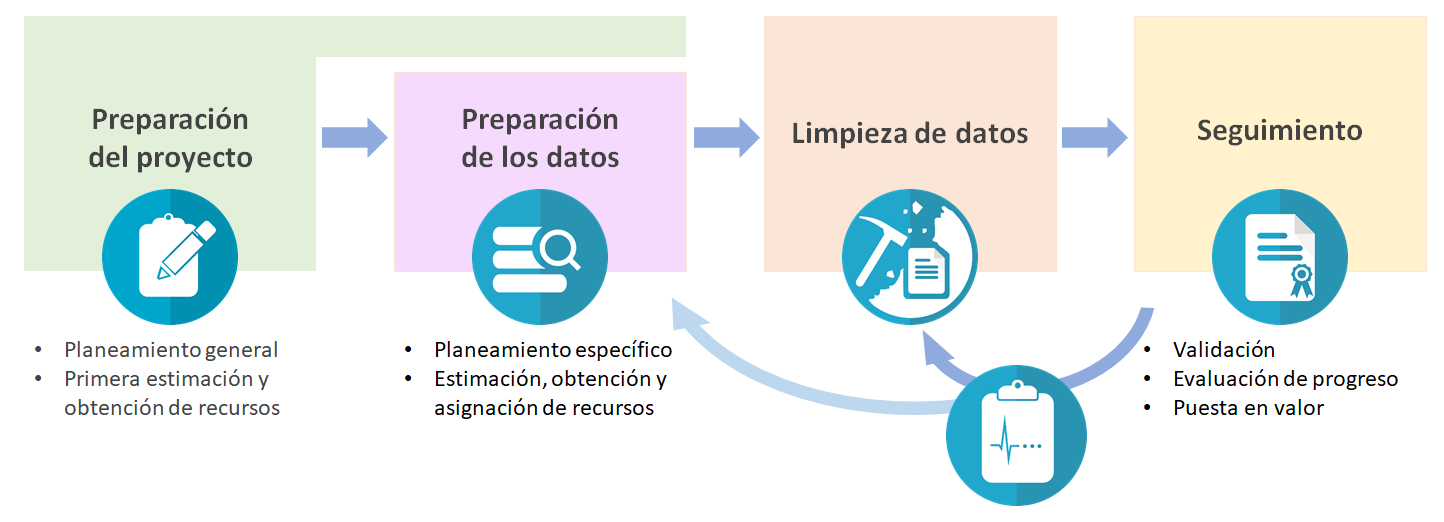 Preparación
del proyecto
Preparación
de los datos
Limpieza de datos
Seguimiento
• Planeamiento general
• Primera estimación y
obtención de recursos
• Planeamiento específico
• Estimación, obtención y
asignación de recursos
• Validación
• Evaluación de progreso
• Puesta en valor